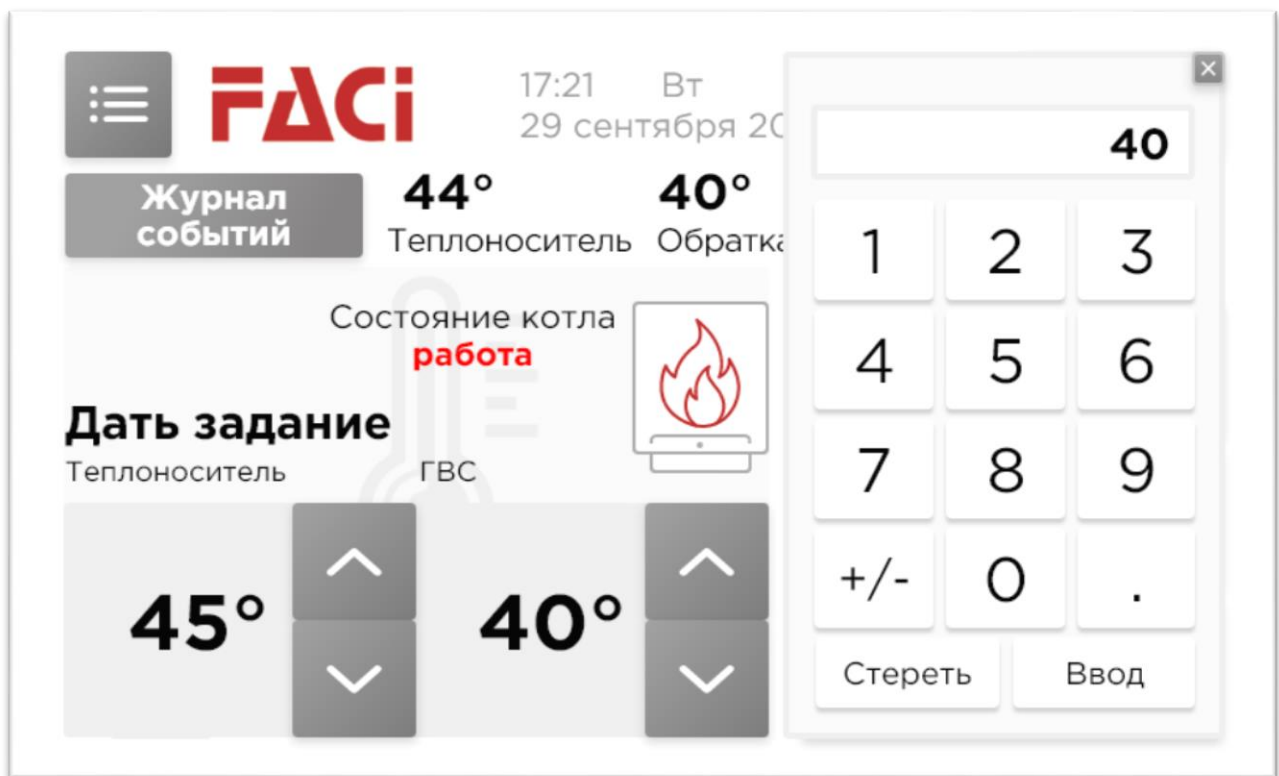 FACi
17:21 Вт
29 сентября 20
Журнал
событий
44°
Теплоноситель
40°
Обратка
Состояние котла
работа
Дать задание
Теплоноситель
ГВС
45°
40°
40
1 2 3
4 5 6
7 8 9
+/- 0 .
Стереть Ввод